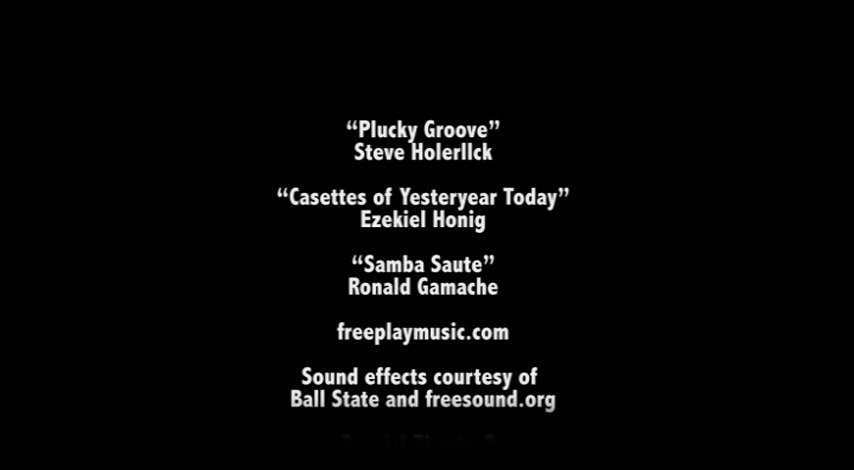 “Plucky Groove”
Steve Holerllck
“Casettes of Yesteryear Today”
Ezekiel Honig
“Samba Saute”
Ronald Gamache
freeplaymusic.com
Sound effects courtesy of
Ball State and freesound.org